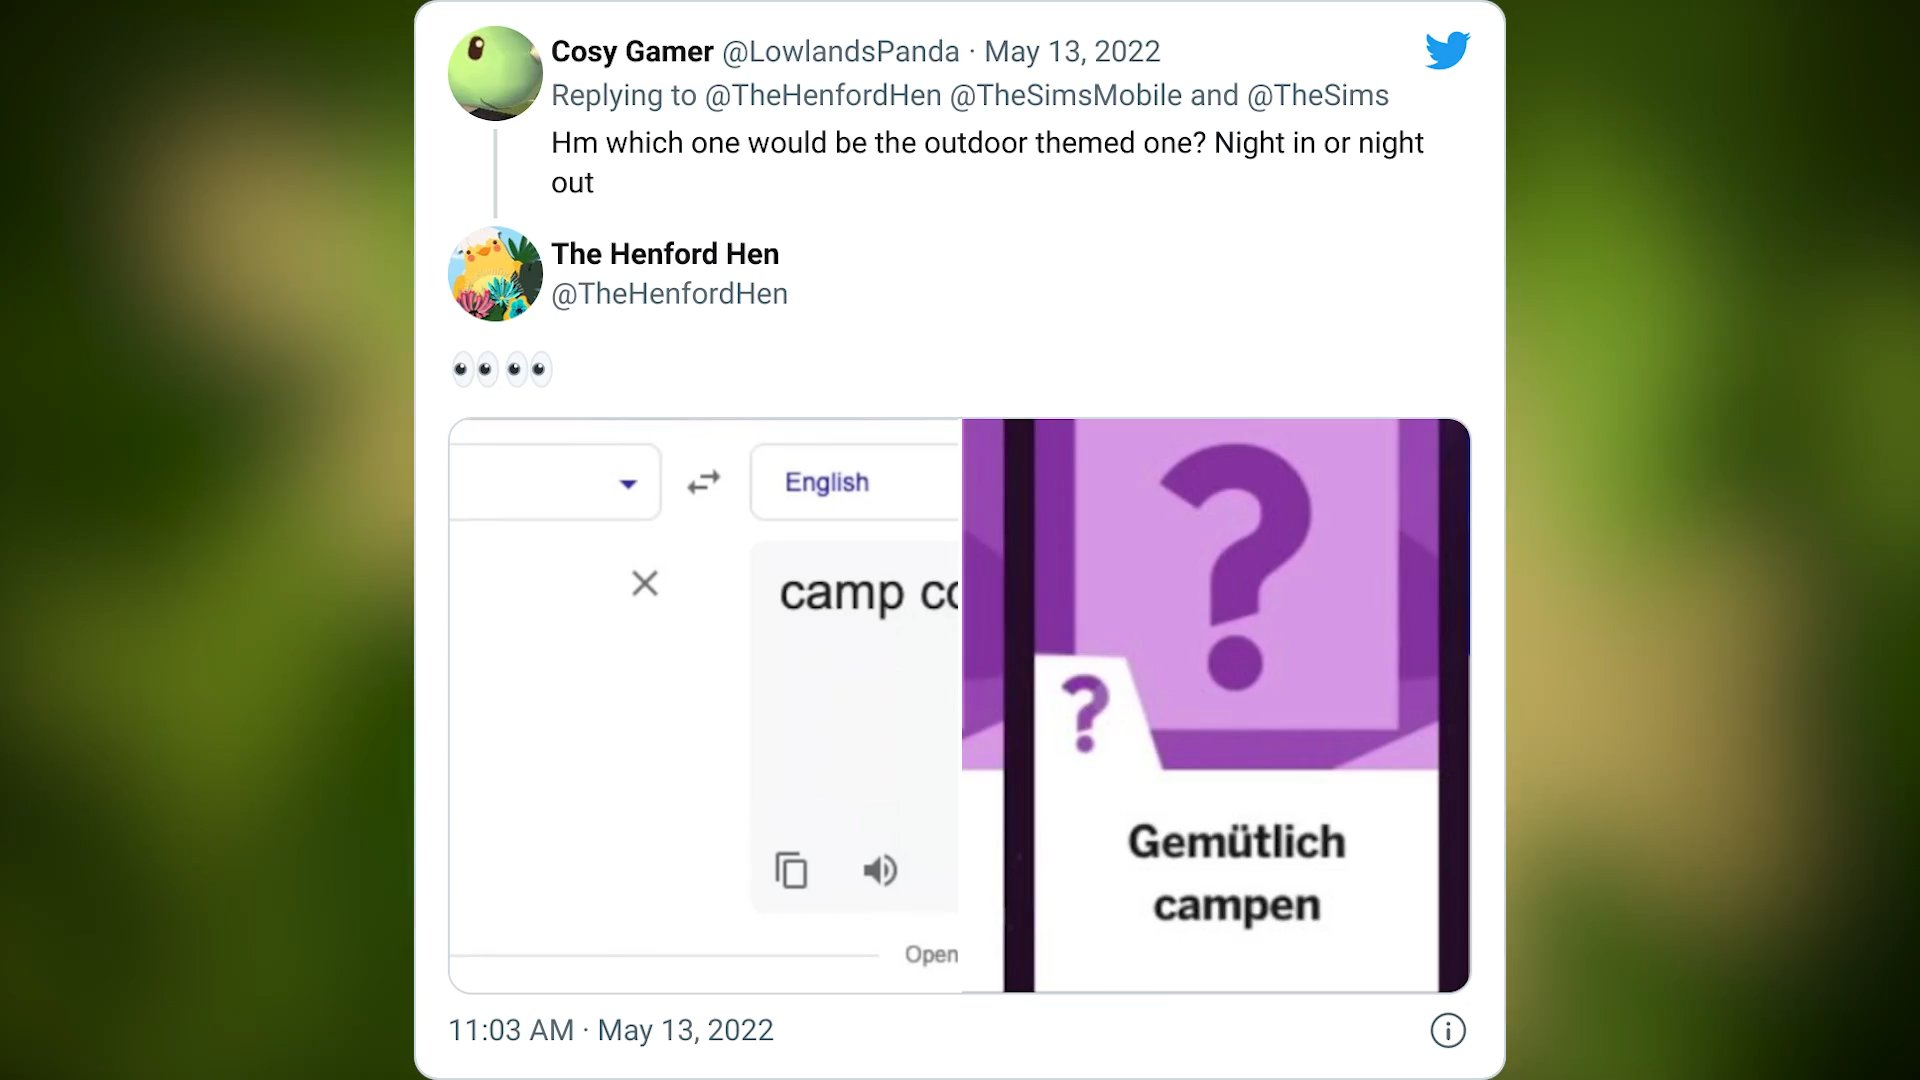 Cosy Gamer @LowlandsPanda · May 13, 2022
Replying to @TheHenfordHen @TheSimsMobile and @TheSims
Hm which one would be the outdoor themed one? Night in or night
out
The Henford Hen
@TheHenfordHen
👀👀
English
camp co
Open
?
?
Gemütlich
campen
11:03 AM · May 13, 2022